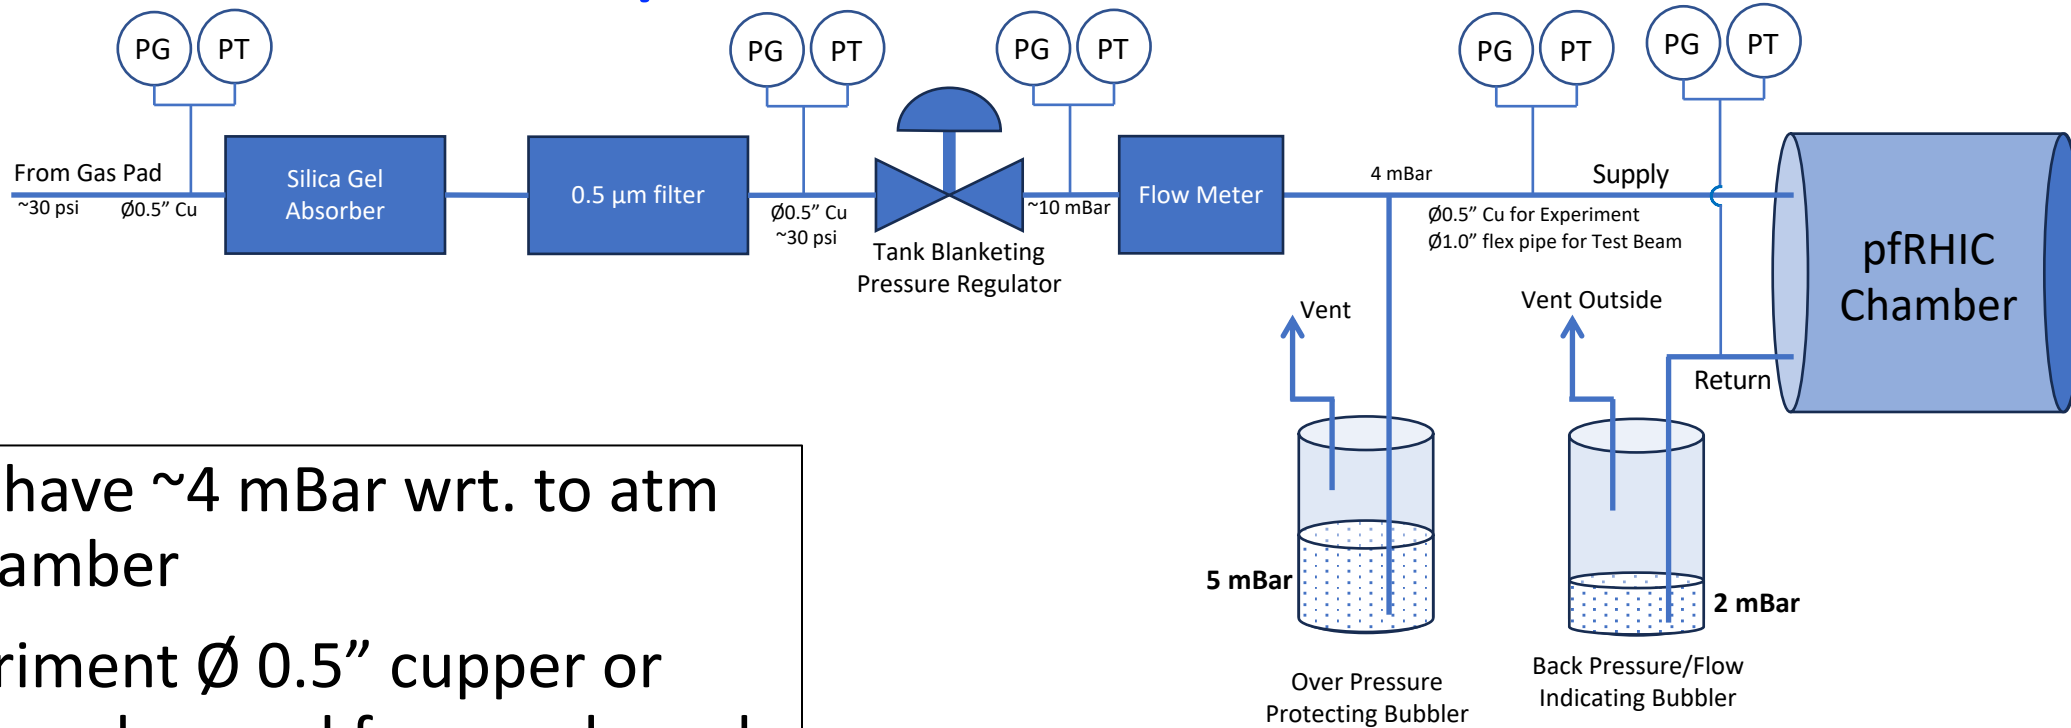 PG PT
PG PT
PG PT
PG PT
PG PT
From Gas Pad
~30 psi Ø0.5” Cu
Silica Gel
Absorber
0.5 µm filter
Ø0.5” Cu
~30 psi
Tank Blanketing
Pressure Regulator
~10 mBar
Flow Meter
4 mBar
Supply
Ø0.5” Cu for Experiment
Ø1.0” flex pipe for Test Beam
pfRHIC
Chamber
Vent
Vent Outside
Return
5 mBar
2 mBar
Over Pressure
Protecting Bubbler
Back Pressure/Flow
Indicating Bubbler
have ~4 mBar wrt. to atm
amber
riment Ø 0.5” cupper or